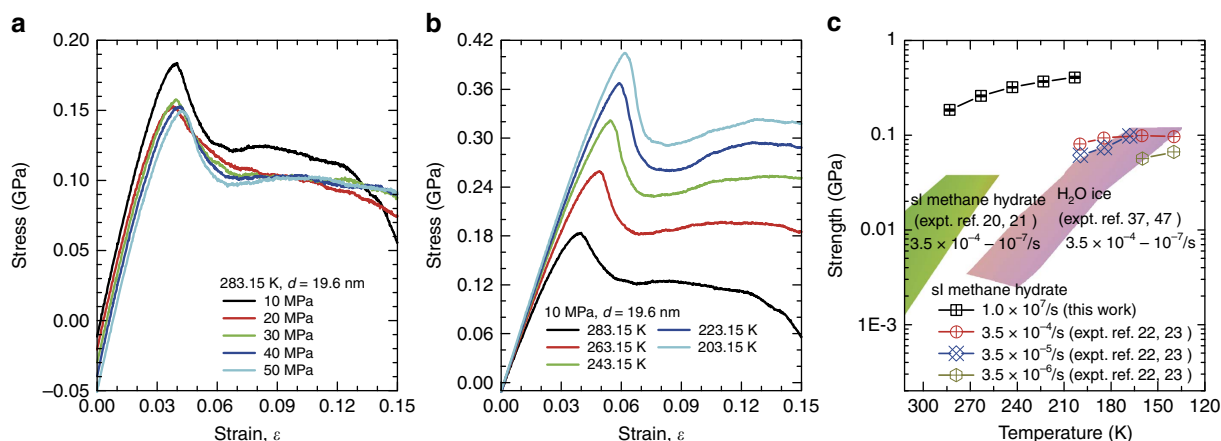 a
0.20
0.15
0.10
0.05
0.00
−0.05
Stress (GPa)
283.15 K, d = 19.6 nm
10 MPa
20 MPa
30 MPa
40 MPa
50 MPa
0.00 0.03 0.06 0.09 0.12 0.15
Strain, ε
b
0.42
0.36
0.30
0.24
0.18
0.12
0.06
0.00
Stress (GPa)
10 MPa, d = 19.6 nm
283.15 K
263.15 K
243.15 K
223.15 K
203.15 K
0.00 0.03 0.06 0.09 0.12 0.15
Strain, ε
c
1
0.1
0.01
1E-3
Strength (GPa)
sI methane hydrate
(expt. ref. 20, 21 )
3.5 × 10⁻⁴ – 10⁻⁷/s
H₂O ice
(expt. ref. 37, 47 )
3.5 × 10⁻⁴ – 10⁻⁷/s
sI methane hydrate
1.0 × 10⁷/s (this work)
3.5 × 10⁻⁴/s (expt. ref. 22, 23 )
3.5 × 10⁻⁵/s (expt. ref. 22, 23 )
3.5 × 10⁻⁶/s (expt. ref. 22, 23 )
300 270 240 210 180 150 120
Temperature (K)